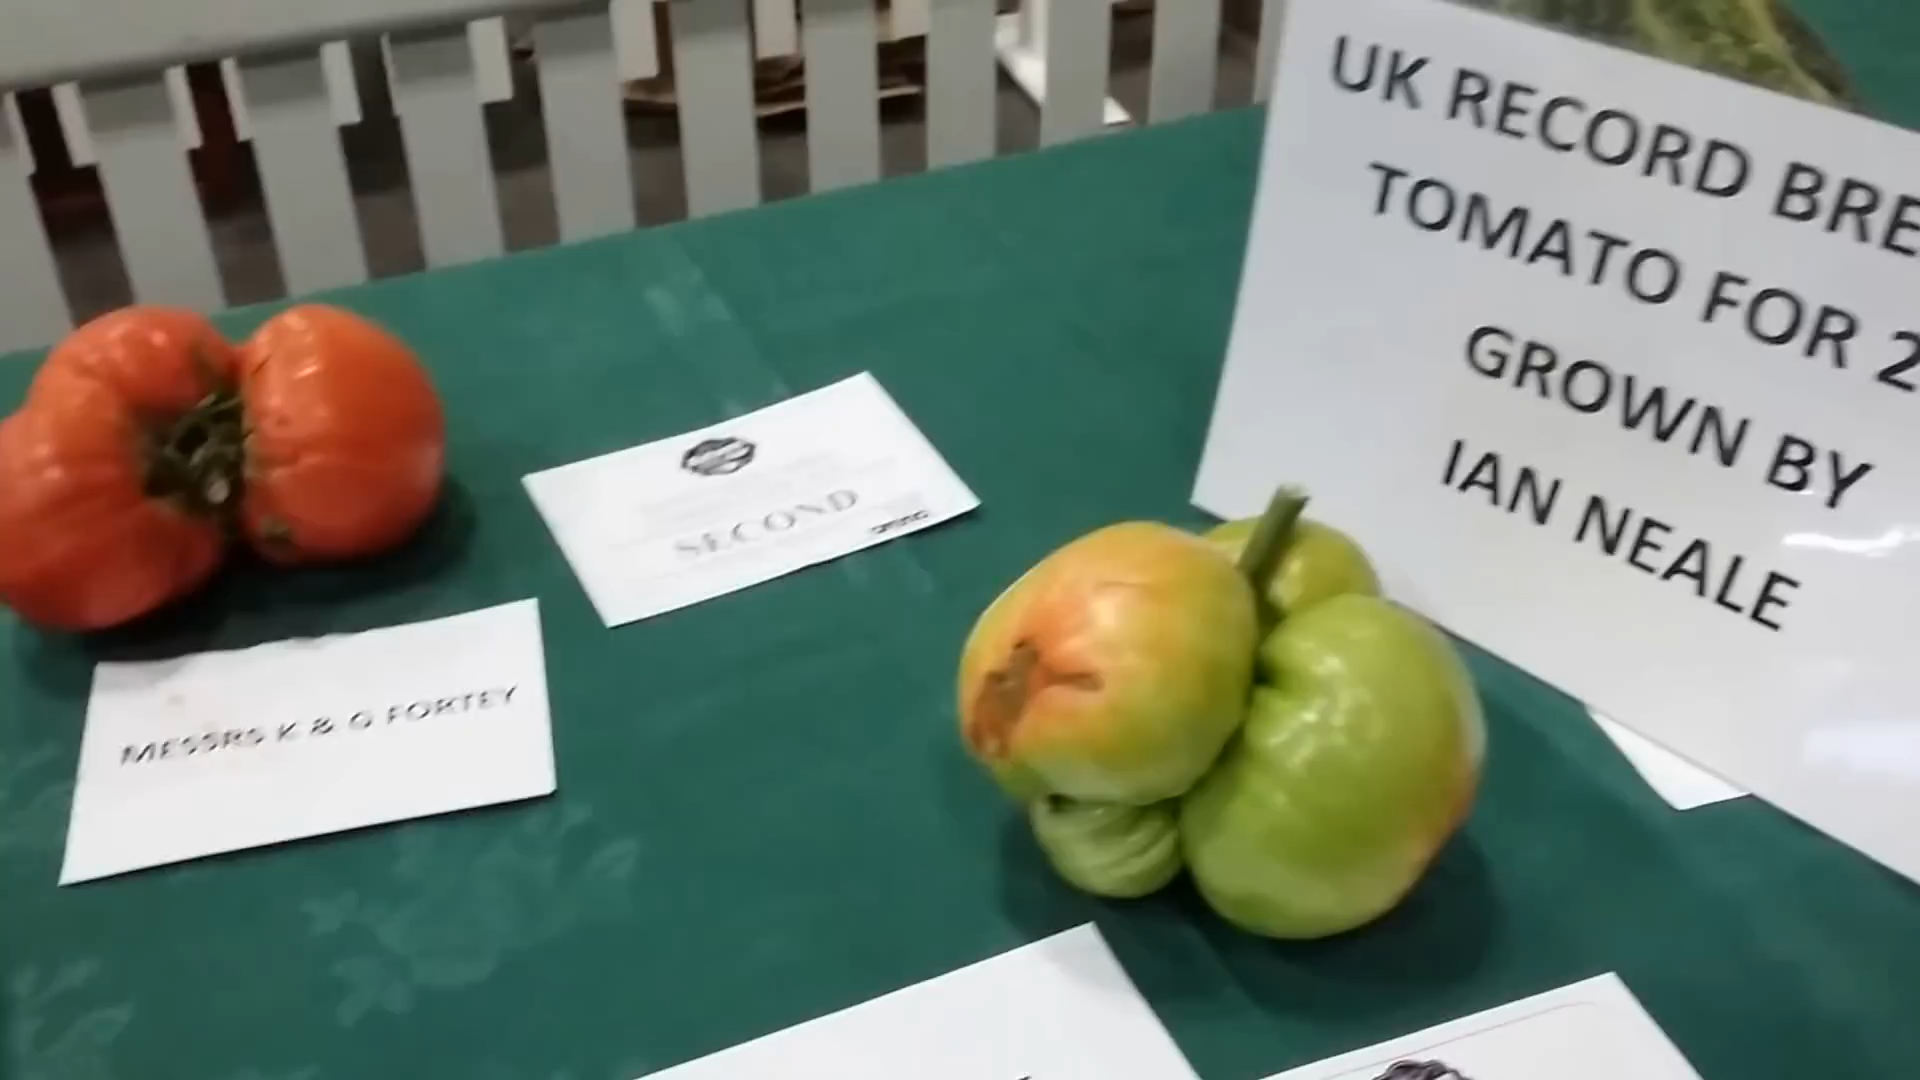 UK RECORD BRE
TOMATO FOR 2
GROWN BY
IAN NEALE
SECOND
MESSRS K & G FORTEY